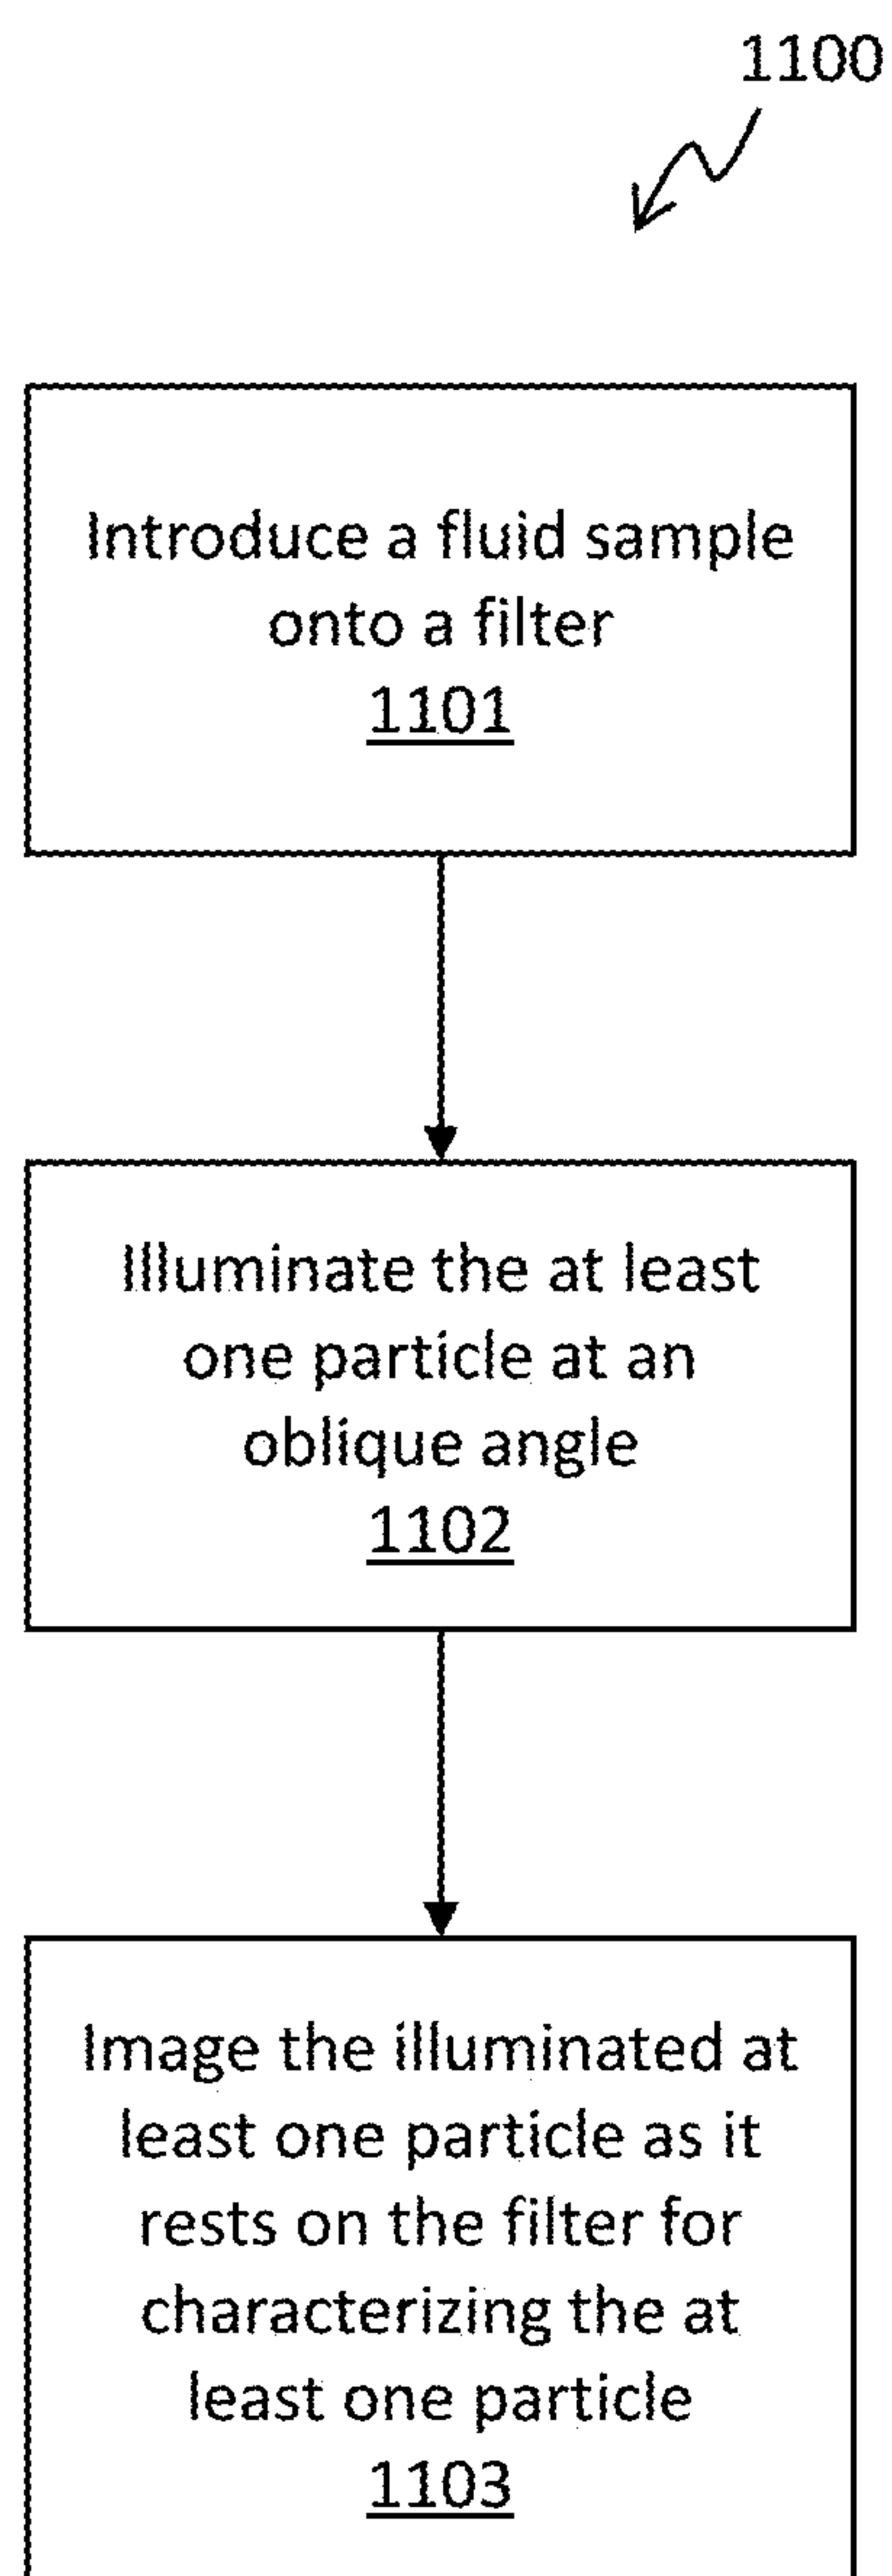 1100
Introduce a fluid sample
onto a filter
1101
Illuminate the at least
one particle at an
oblique angle
1102
Image the illuminated at
least one particle as it
rests on the filter for
characterizing the at
least one particle
1103